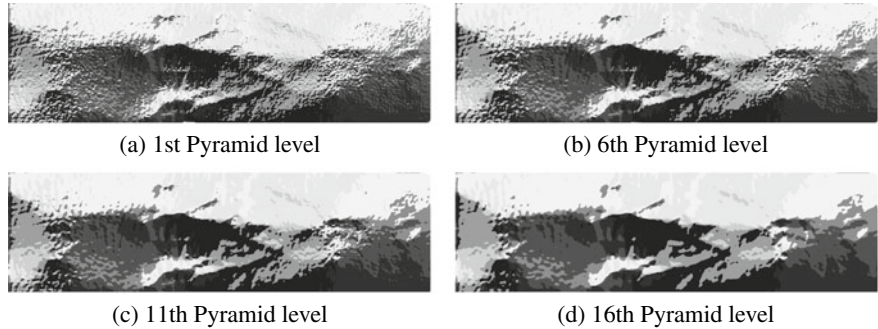 (a) 1st Pyramid level
(b) 6th Pyramid level
(c) 11th Pyramid level
(d) 16th Pyramid level